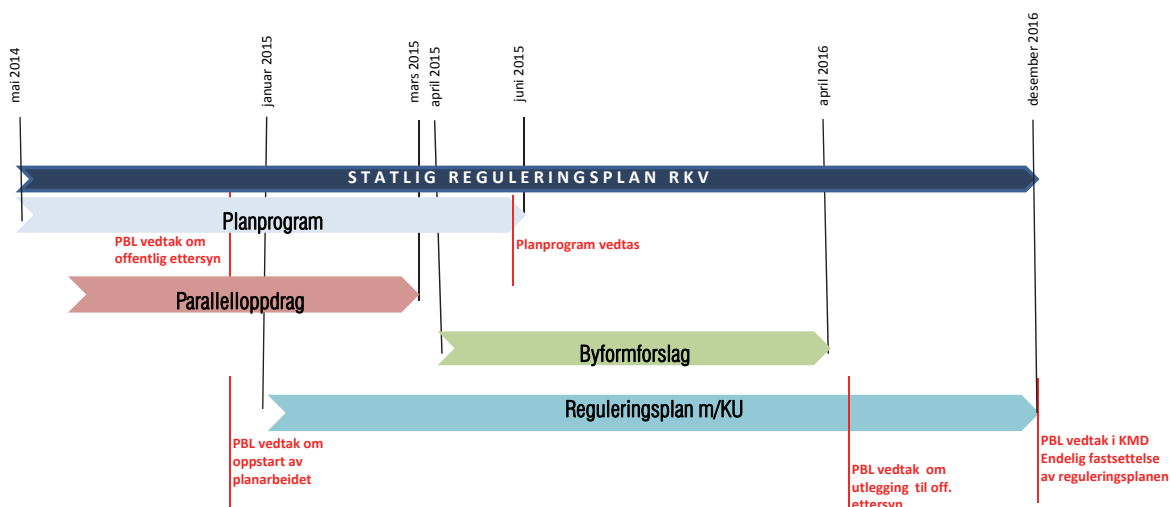 mai 2014
januar 2015
mars 2015
april 2015
juni 2015
april 2016
desember 2016
STATLIG REGULERINGSPLAN RKV
Planprogram
PBL vedtak om
offentlig ettersyn
Planprogram vedtas
Parallelloppdrag
Byformforslag
Reguleringsplan m/KU
PBL vedtak om
oppstart av
planarbeidet
PBL vedtak om
utlegging til off.
ettersyn
PBL vedtak i KMD
Endelig fastsettelse
av reguleringsplanen